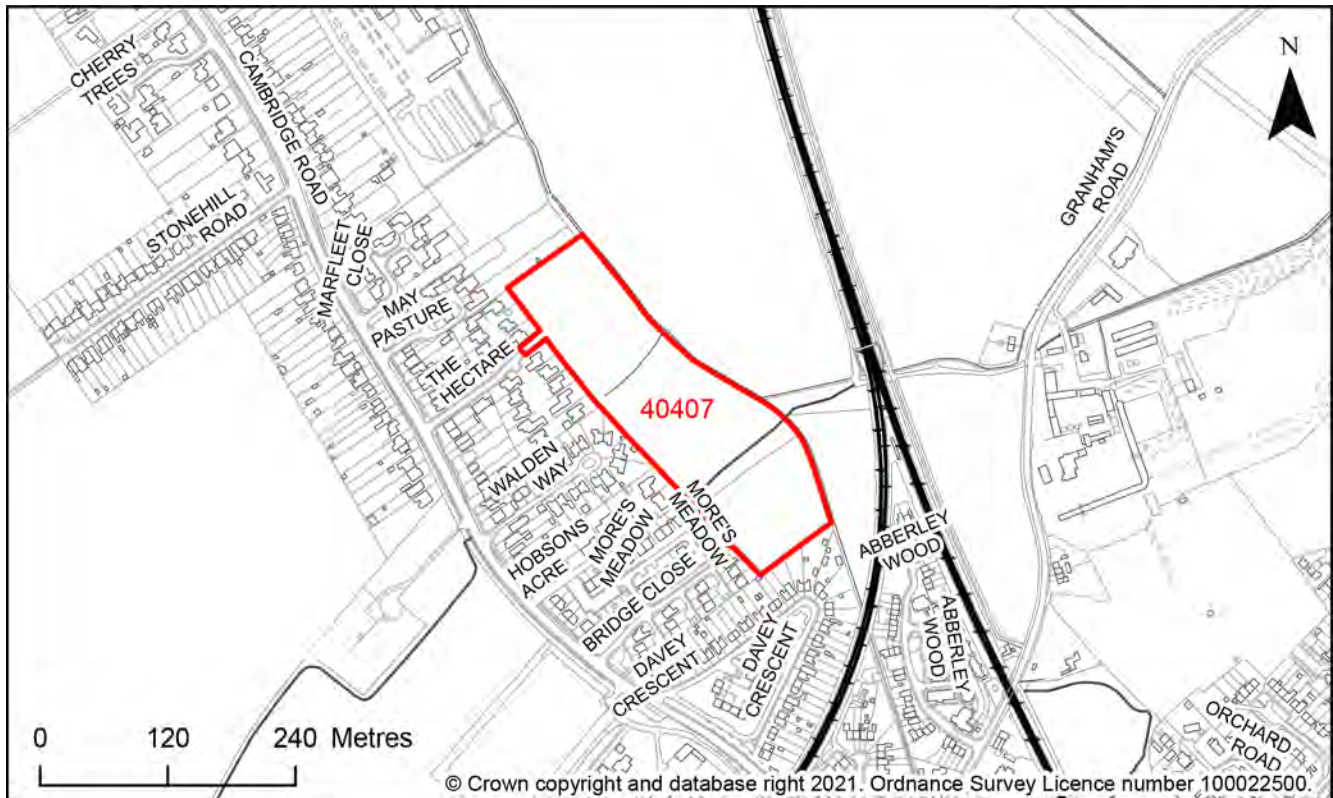 CHERRY
TREES
CAMBRIDGE ROAD
N
GRANHAM'S
ROAD
STONEHILL
ROAD
MARFLEET
CLOSE
MAY
PASTURE
THE
HECTARE
40407
WALDEN
WAY
HOBSONS
ACRE
MORE'S
MEADOW
MORE'S
MEADOW
BRIDGE CLOSE
DAVEY
CRESCENT
DAVEY
CRESCENT
ABBERLEY
WOOD
ABBERLEY
WOOD
ORCHARD
ROAD
0 120 240 Metres
© Crown copyright and database right 2021. Ordnance Survey Licence number 100022500.